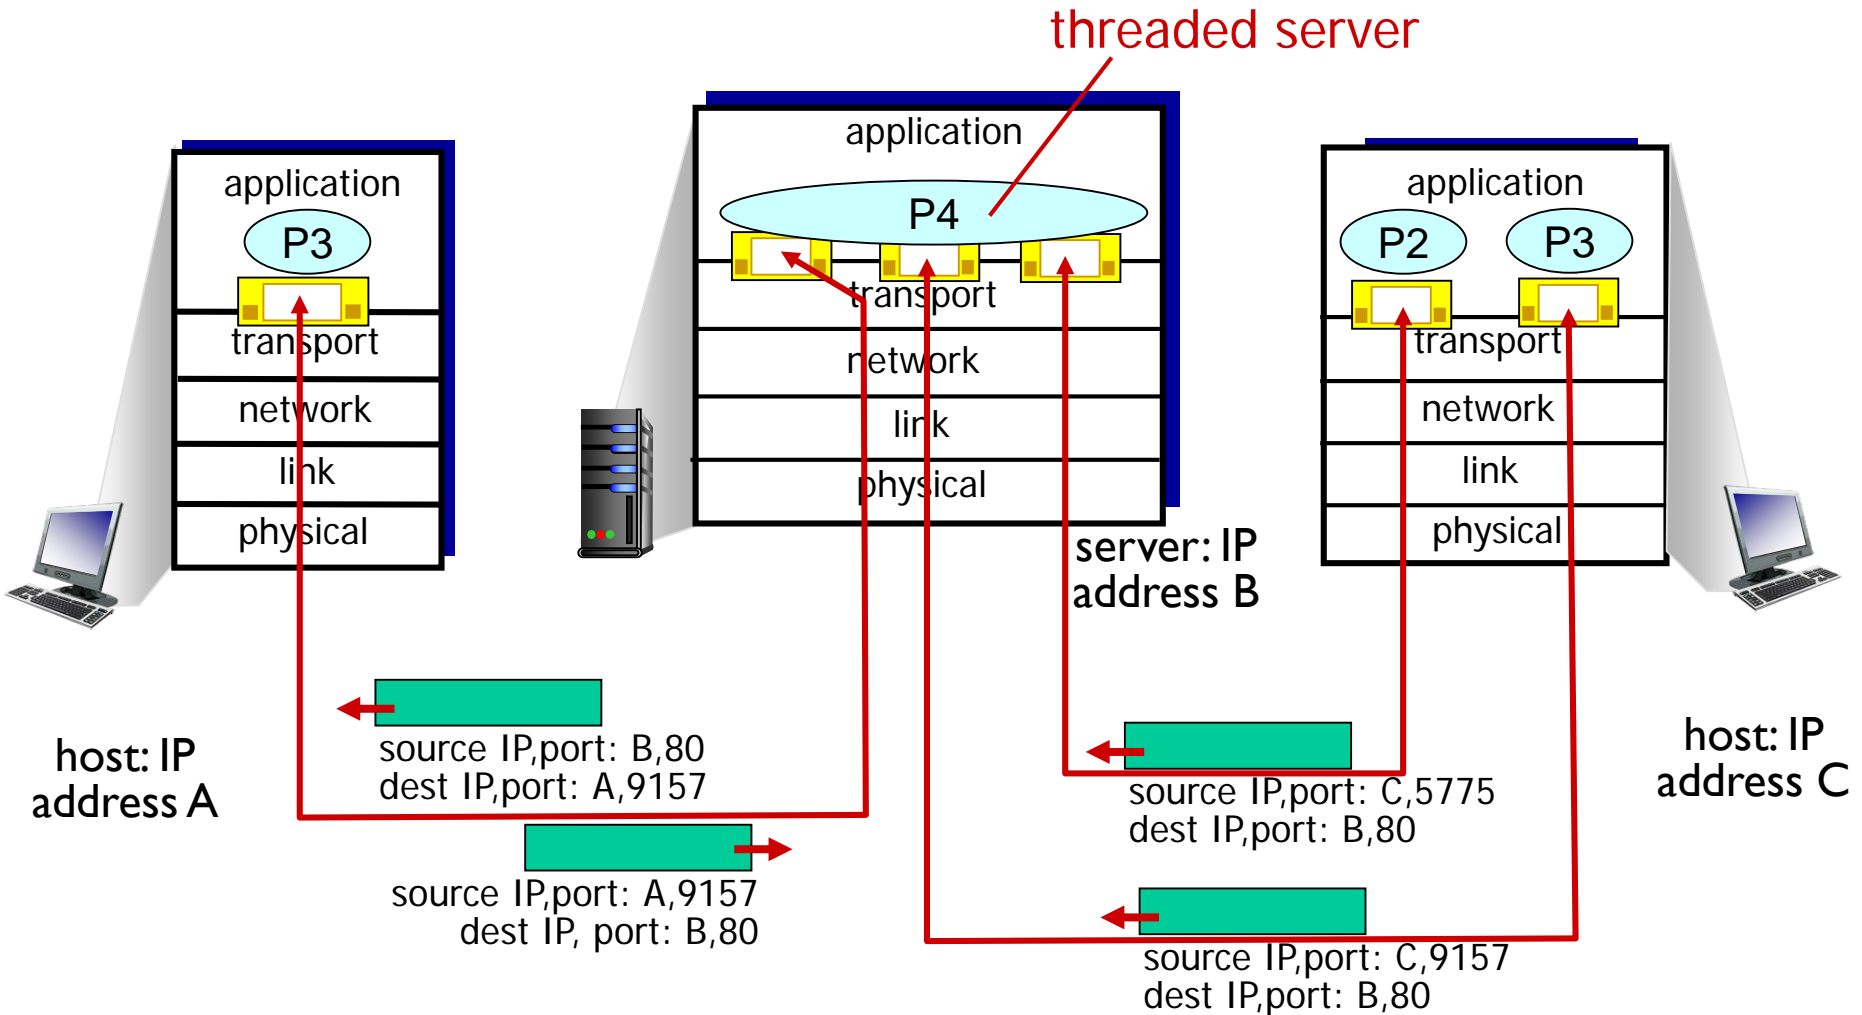 threaded server
application
P3
transport
network
link
physical
application
P4
transport
network
link
physical
application
P2
P3
transport
network
link
physical
server: IP
address B
host: IP
address A
source IP,port: B,80
dest IP,port: A,9157
source IP,port: A,9157
dest IP, port: B,80
source IP,port: C,5775
dest IP,port: B,80
source IP,port: C,9157
dest IP,port: B,80
host: IP
address C